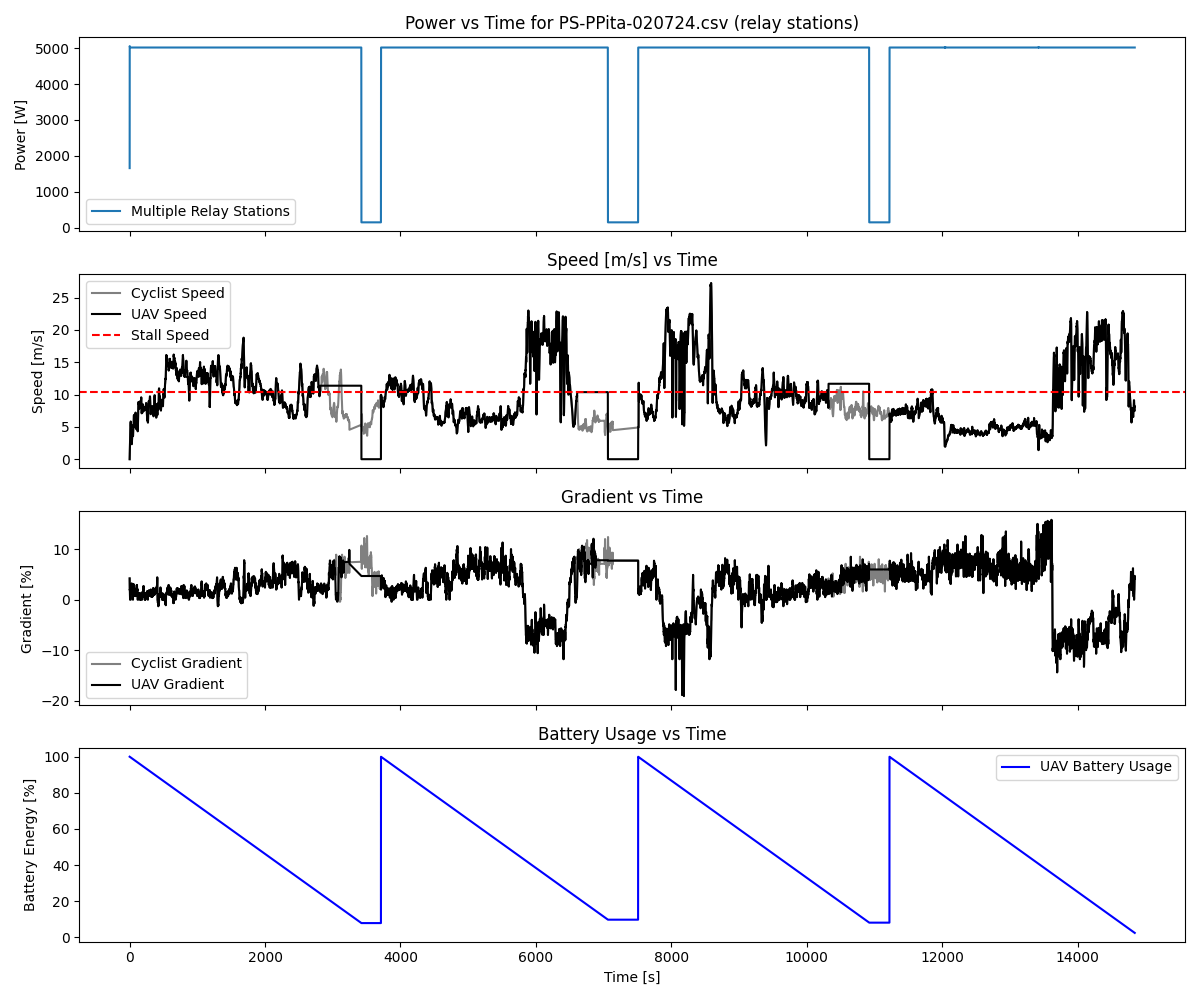 Power vs Time for PS-PPita-020724.csv (relay stations)
5000
4000
3000
2000
1000
0
Power [W]
Multiple Relay Stations
Speed [m/s] vs Time
25
20
15
10
5
0
Speed [m/s]
Cyclist Speed
UAV Speed
Stall Speed
Gradient vs Time
10
0
−10
−20
Gradient [%]
Cyclist Gradient
UAV Gradient
Battery Usage vs Time
100
80
60
40
20
0
Battery Energy [%]
UAV Battery Usage
0 2000 4000 6000 8000 10000 12000 14000
Time [s]